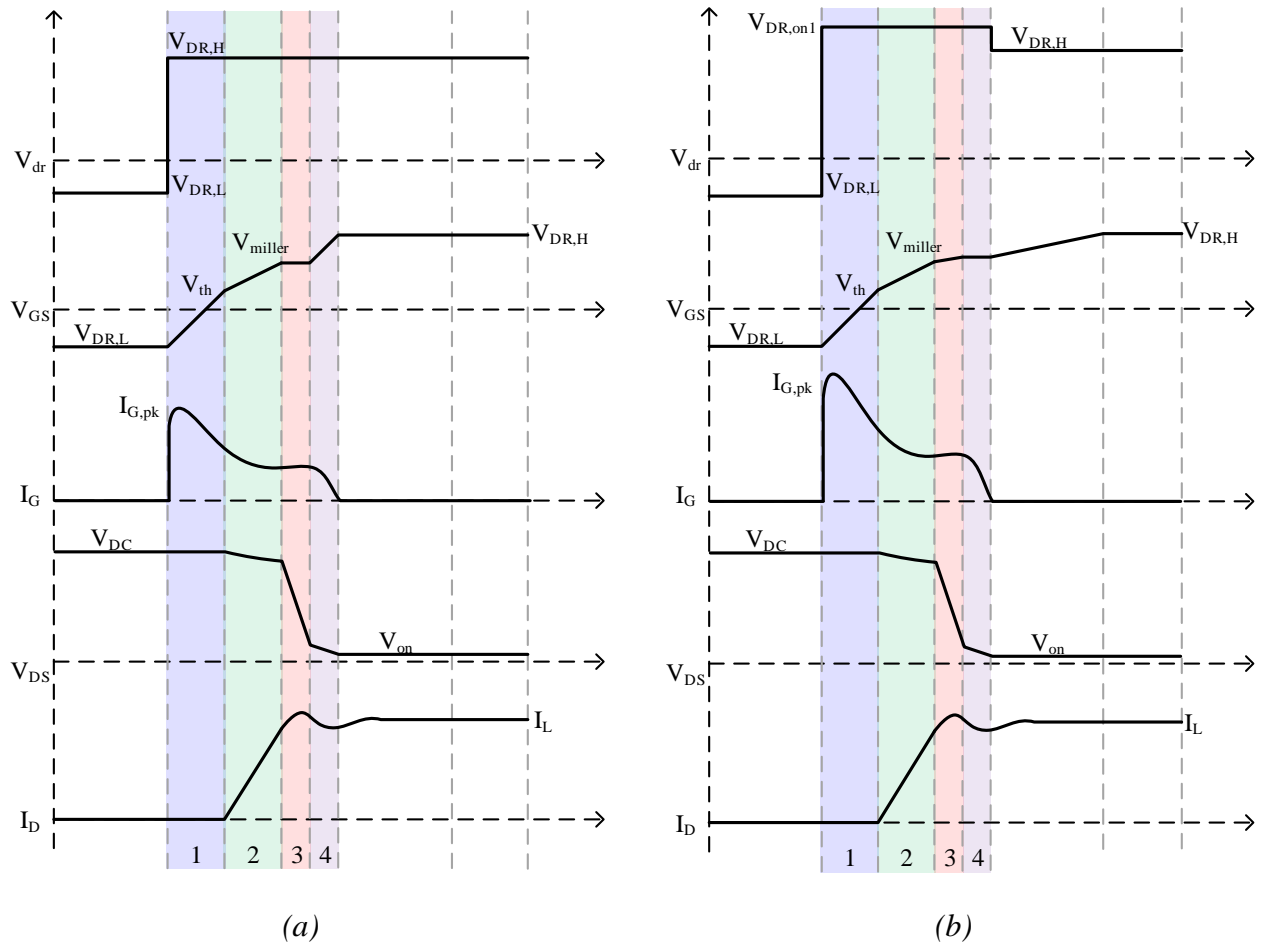 V_DR,H
V_dr
V_DR,L
V_miller
V_DR,H
V_th
V_GS
V_DR,L
I_G,pk
I_G
V_DC
V_on
V_DS
I_L
I_D
1 2 3 4
(a)
V_DR,on1
V_DR,H
V_dr
V_DR,L
V_miller
V_DR,H
V_th
V_GS
V_DR,L
I_G,pk
I_G
V_DC
V_on
V_DS
I_L
I_D
1 2 3 4
(b)